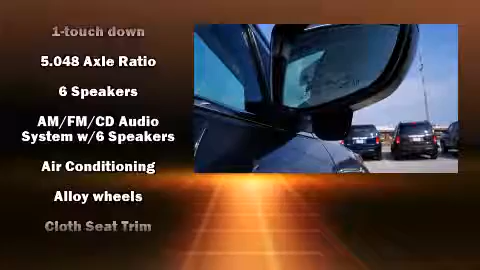 1-touch down
5.048 Axle Ratio
6 Speakers
AM/FM/CD Audio
System w/6 Speakers
Air Conditioning
Alloy wheels
Cloth Seat Trim